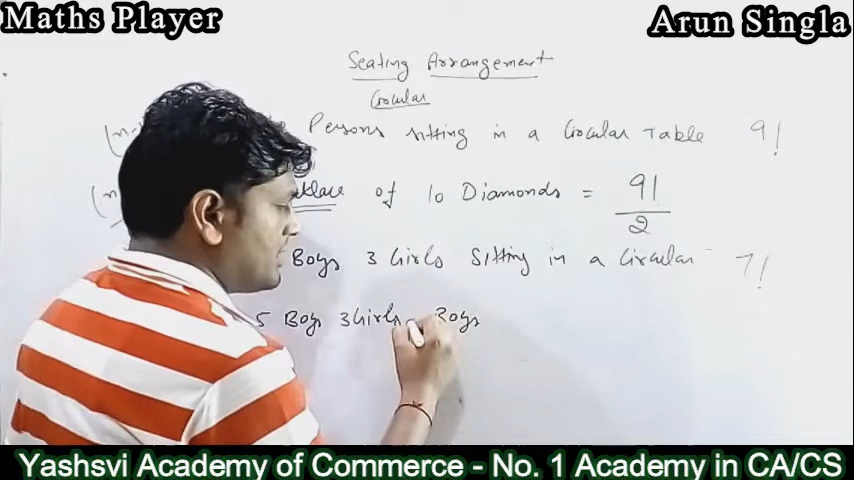 Maths Player
Arun Singla
Seating Arrangement
Circular
(n- Persons sitting in a Circular Table 9!
(n of 10 Diamonds = 9!
2
Boys 3 Girls Sitting in a Circular 7!
5 Boys 3 Girls Boys
Yashsvi Academy of Commerce - No. 1 Academy in CA/CS